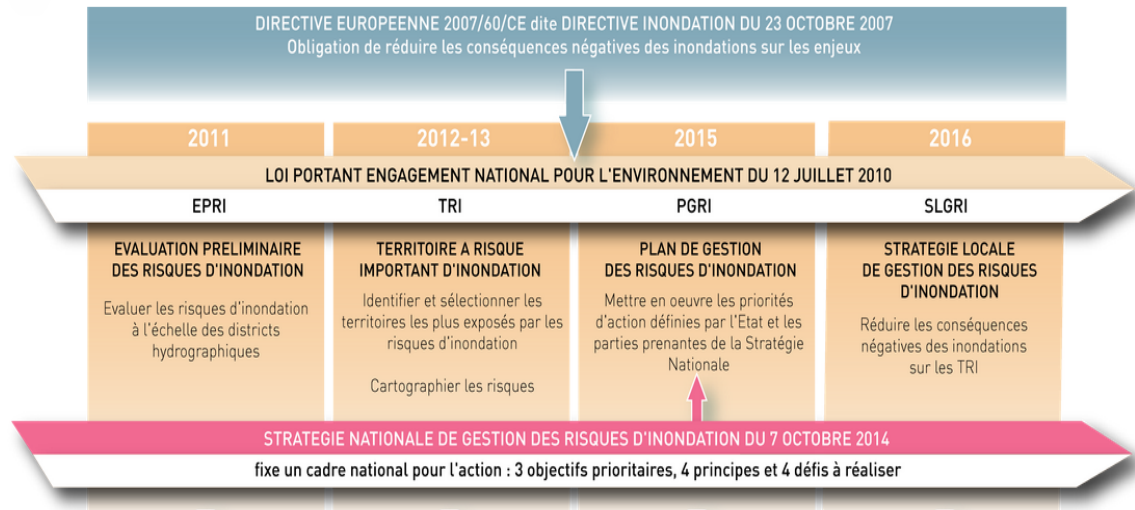 DIRECTIVE EUROPEENNE 2007/60/CE dite DIRECTIVE INONDATION DU 23 OCTOBRE 2007
Obligation de réduire les conséquences négatives des inondations sur les enjeux
2011
2012-13
2015
2016
LOI PORTANT ENGAGEMENT NATIONAL POUR L'ENVIRONNEMENT DU 12 JUILLET 2010
EPRI
TRI
PGRI
SLGRI
EVALUATION PRELIMINAIRE
DES RISQUES D'INONDATION
Evaluer les risques d'inondation
à l'échelle des districts
hydrographiques
TERRITOIRE A RISQUE
IMPORTANT D'INONDATION
Identifier et sélectionner les
territoires les plus exposés par les
risques d'inondation
Cartographier les risques
PLAN DE GESTION
DES RISQUES D'INONDATION
Mettre en oeuvre les priorités
d'action définies par l'Etat et les
parties prenantes de la Stratégie
Nationale
STRATEGIE LOCALE
DE GESTION DES RISQUES
D'INONDATION
Réduire les conséquences
négatives des inondations
sur les TRI
STRATEGIE NATIONALE DE GESTION DES RISQUES D'INONDATION DU 7 OCTOBRE 2014
fixe un cadre national pour l'action : 3 objectifs prioritaires, 4 principes et 4 défis à réaliser